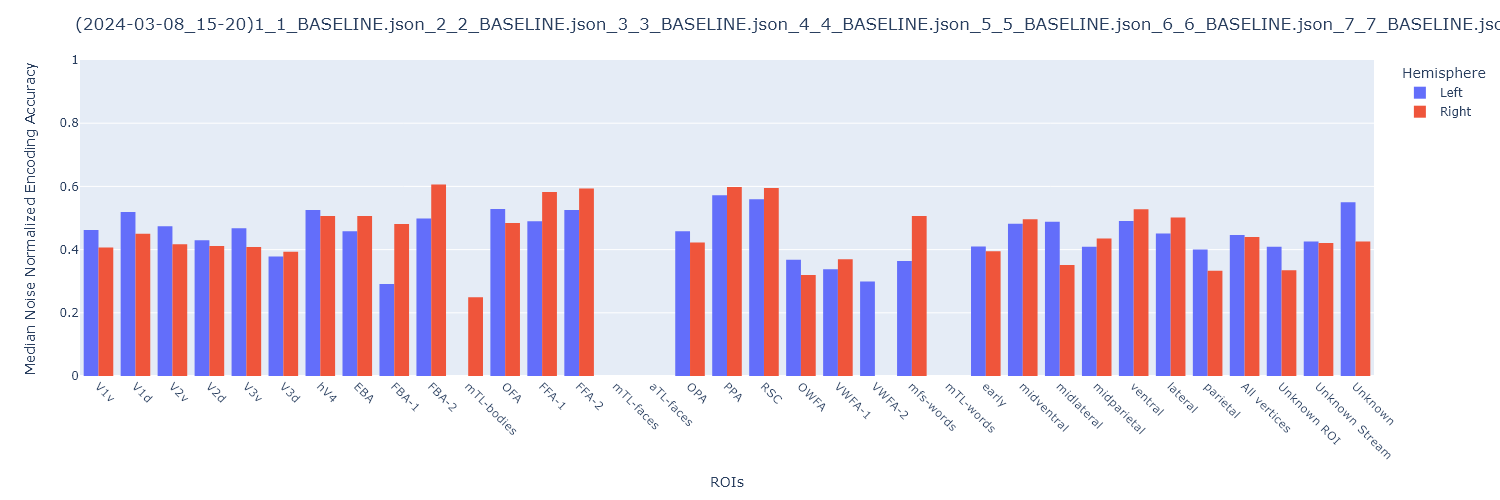 (2024-03-08_15-20)1_1_BASELINE.json_2_2_BASELINE.json_3_3_BASELINE.json_4_4_BASELINE.json_5_5_BASELINE.json_6_6_BASELINE.json_7_7_BASELINE.jsc
Hemisphere
Left
Right
Median Noise Normalized Encoding Accuracy
1
0.8
0.6
0.4
0.2
0
V1v
V1d
V2v
V2d
V3v
V3d
hV4
EBA
FBA-1
FBA-2
mTL-bodies
OFA
FFA-1
FFA-2
mTL-faces
aTL-faces
OPA
PPA
RSC
OWFA
VWFA-1
VWFA-2
mfs-words
mTL-words
early
midventral
midlateral
midparietal
ventral
lateral
parietal
All vertices
Unknown ROI
Unknown Stream
Unknown
ROIs